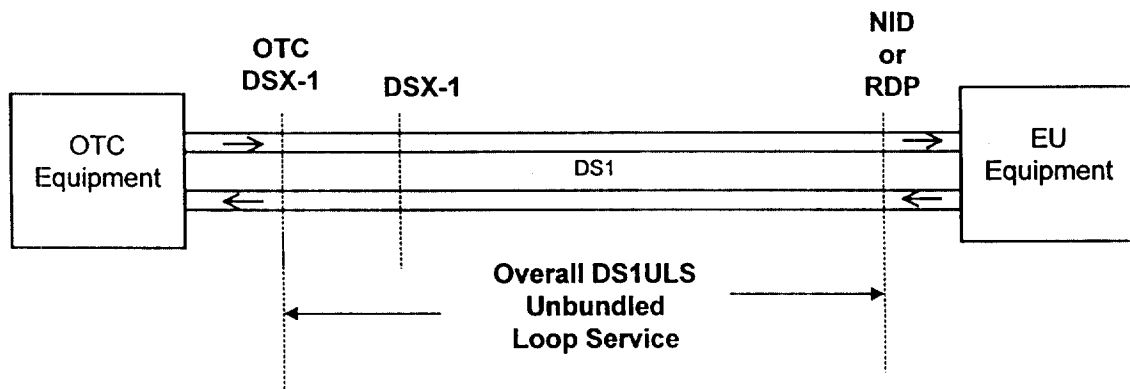 OTC
DSX-1
DSX-1
NID
or
RDP
OTC
Equipment
DS1
EU
Equipment
Overall DS1ULS
Unbundled
Loop Service